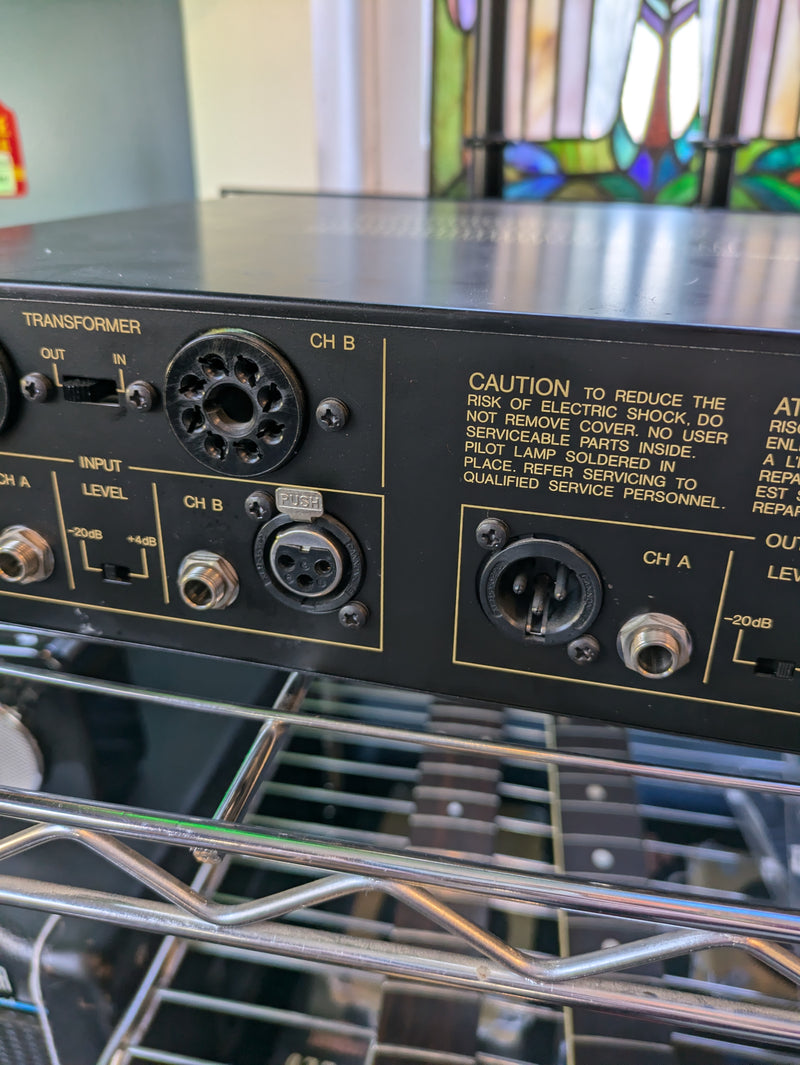 TRANSFORMER
OUT
IN
CH B
INPUT
CH A
LEVEL
-20dB
+4dB
CH B
PUSH
CAUTION TO REDUCE THE
RISK OF ELECTRIC SHOCK, DO
NOT REMOVE COVER. NO USER
SERVICEABLE PARTS INSIDE.
PILOT LAMP SOLDERED IN
PLACE. REFER SERVICING TO
QUALIFIED SERVICE PERSONNEL.
CH A
-20dB